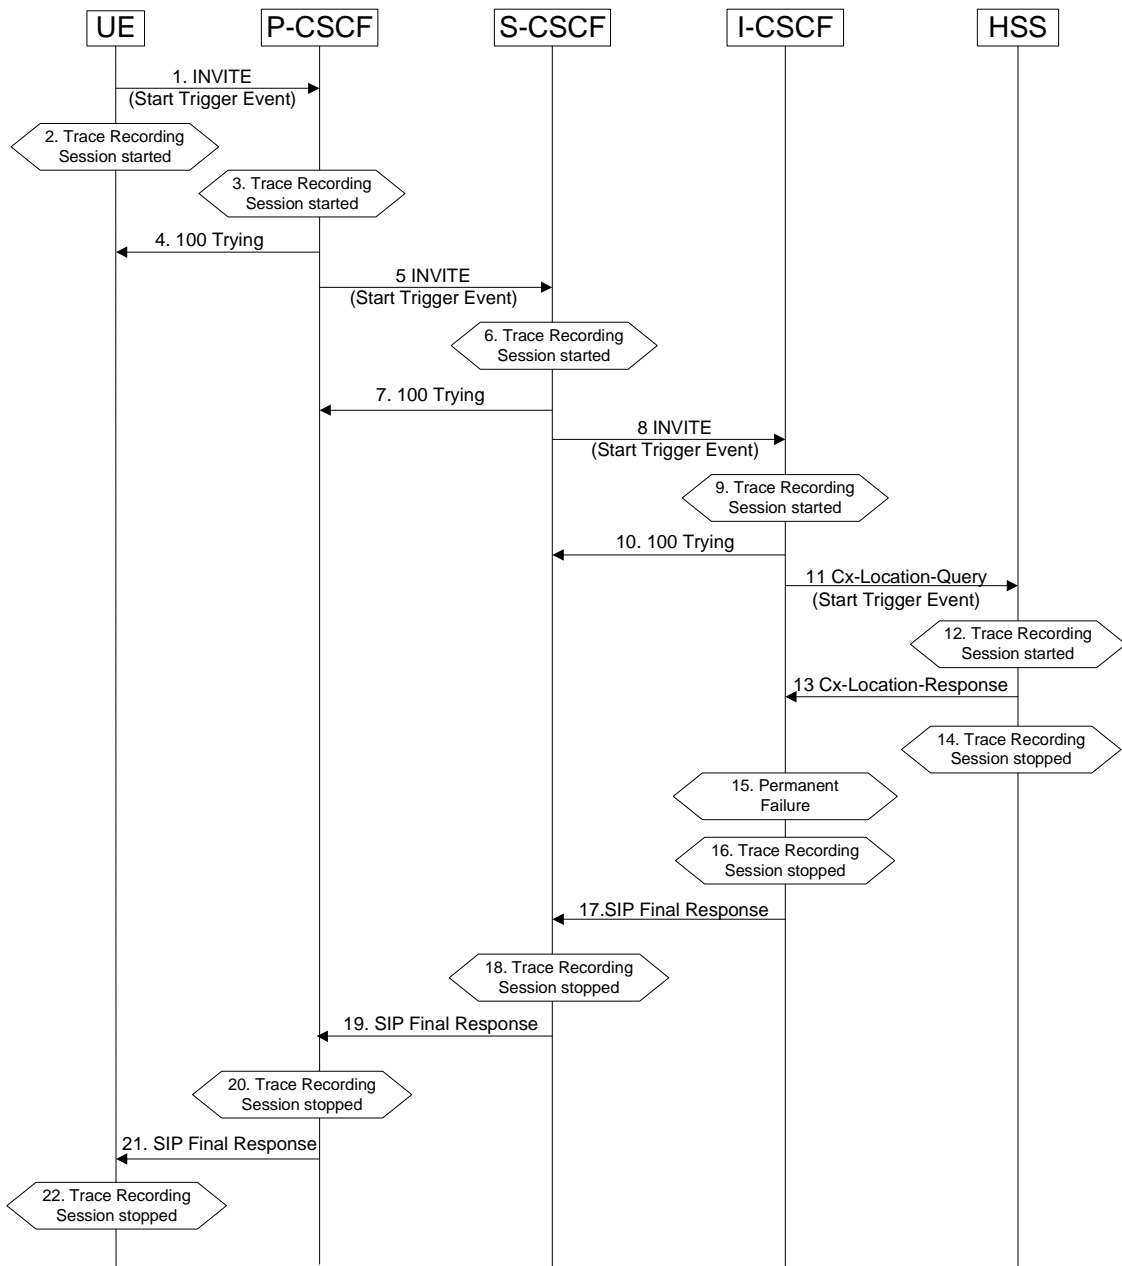 UE
P-CSCF
S-CSCF
I-CSCF
HSS
1. INVITE
(Start Trigger Event)
2. Trace Recording
Session started
3. Trace Recording
Session started
4. 100 Trying
5 INVITE
(Start Trigger Event)
6. Trace Recording
Session started
7. 100 Trying
8 INVITE
(Start Trigger Event)
9. Trace Recording
Session started
10. 100 Trying
11 Cx-Location-Query
(Start Trigger Event)
12. Trace Recording
Session started
13 Cx-Location-Response
14. Trace Recording
Session stopped
15. Permanent
Failure
16. Trace Recording
Session stopped
17.SIP Final Response
18. Trace Recording
Session stopped
19. SIP Final Response
20. Trace Recording
Session stopped
21. SIP Final Response
22. Trace Recording
Session stopped